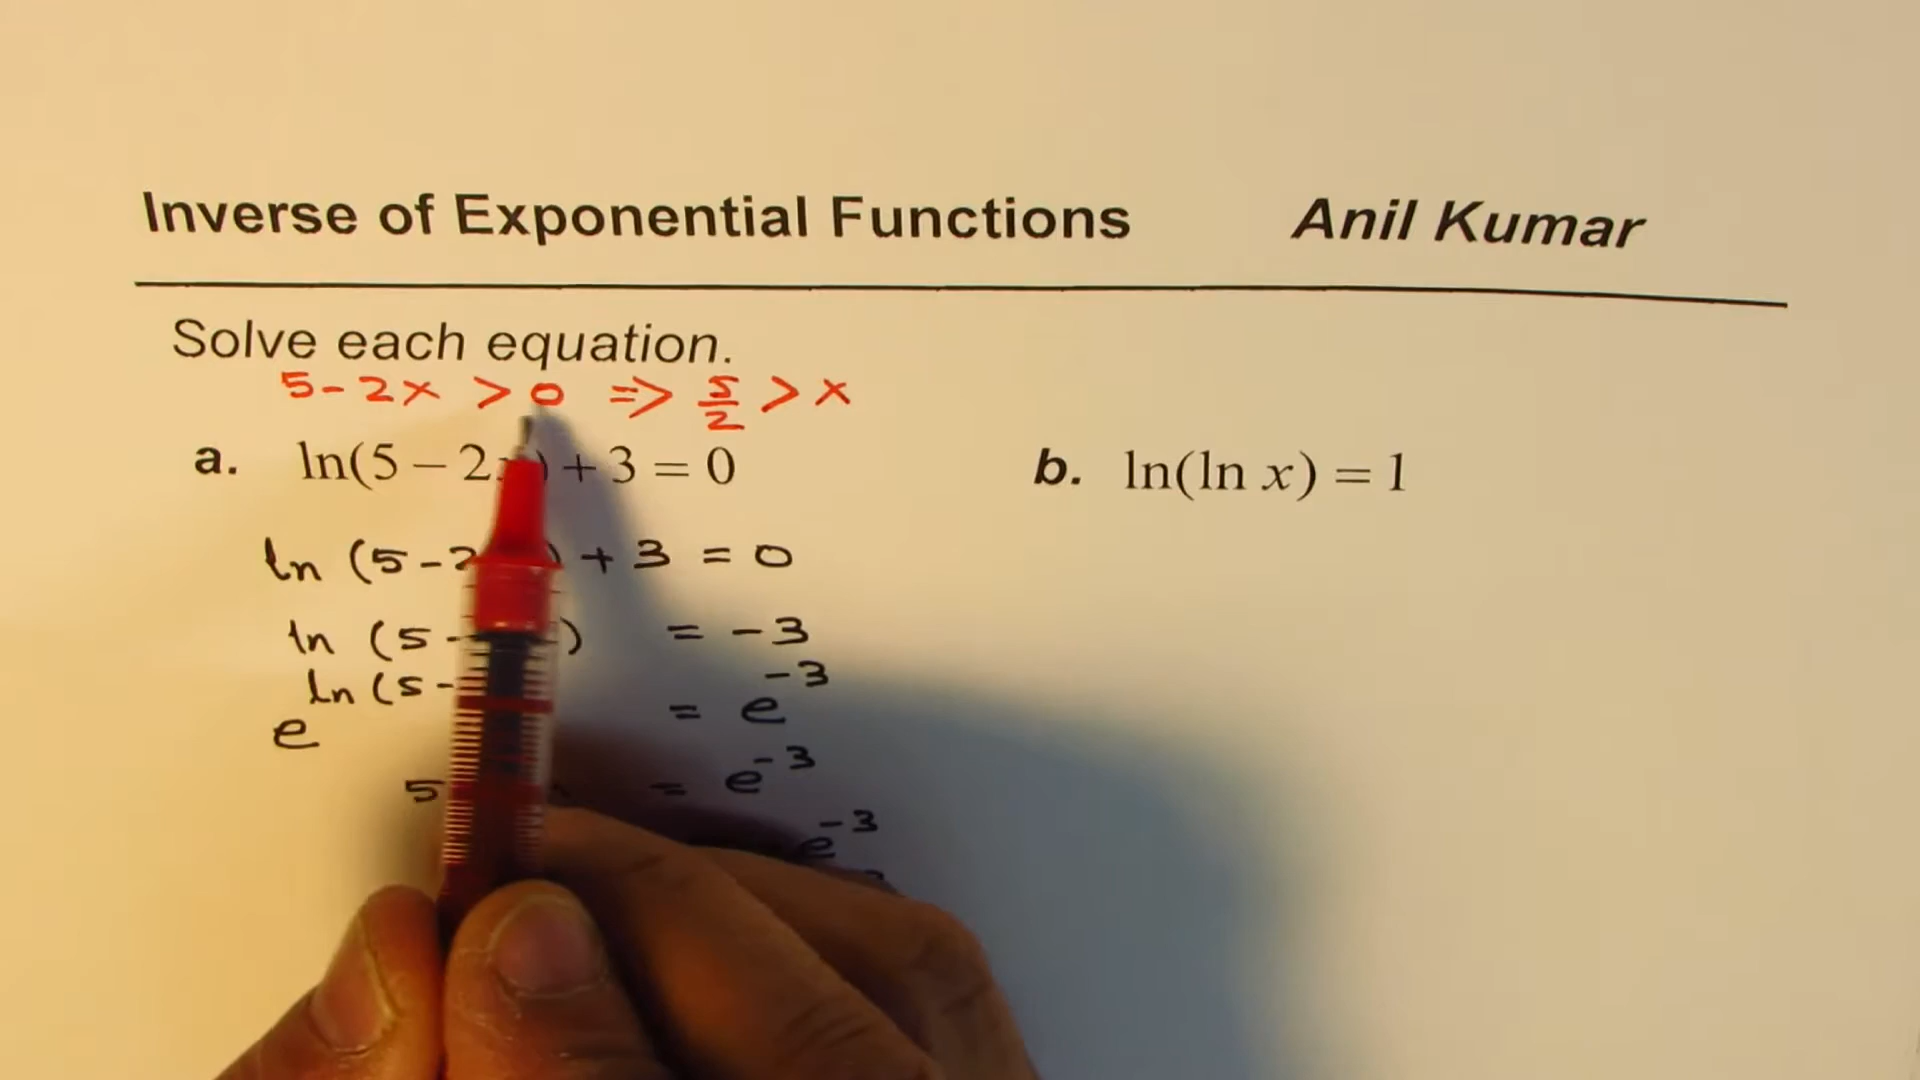 Inverse of Exponential Functions Anil Kumar
Solve each equation.
5-2x > 0 => 5/2 > x
a. ln(5 – 2 ) + 3 = 0
b. ln(ln x) = 1
ln (5-2 ) + 3 = 0
ln (5- ) = -3
e^ln(5- = e^-3
5 = e^-3
e^-3